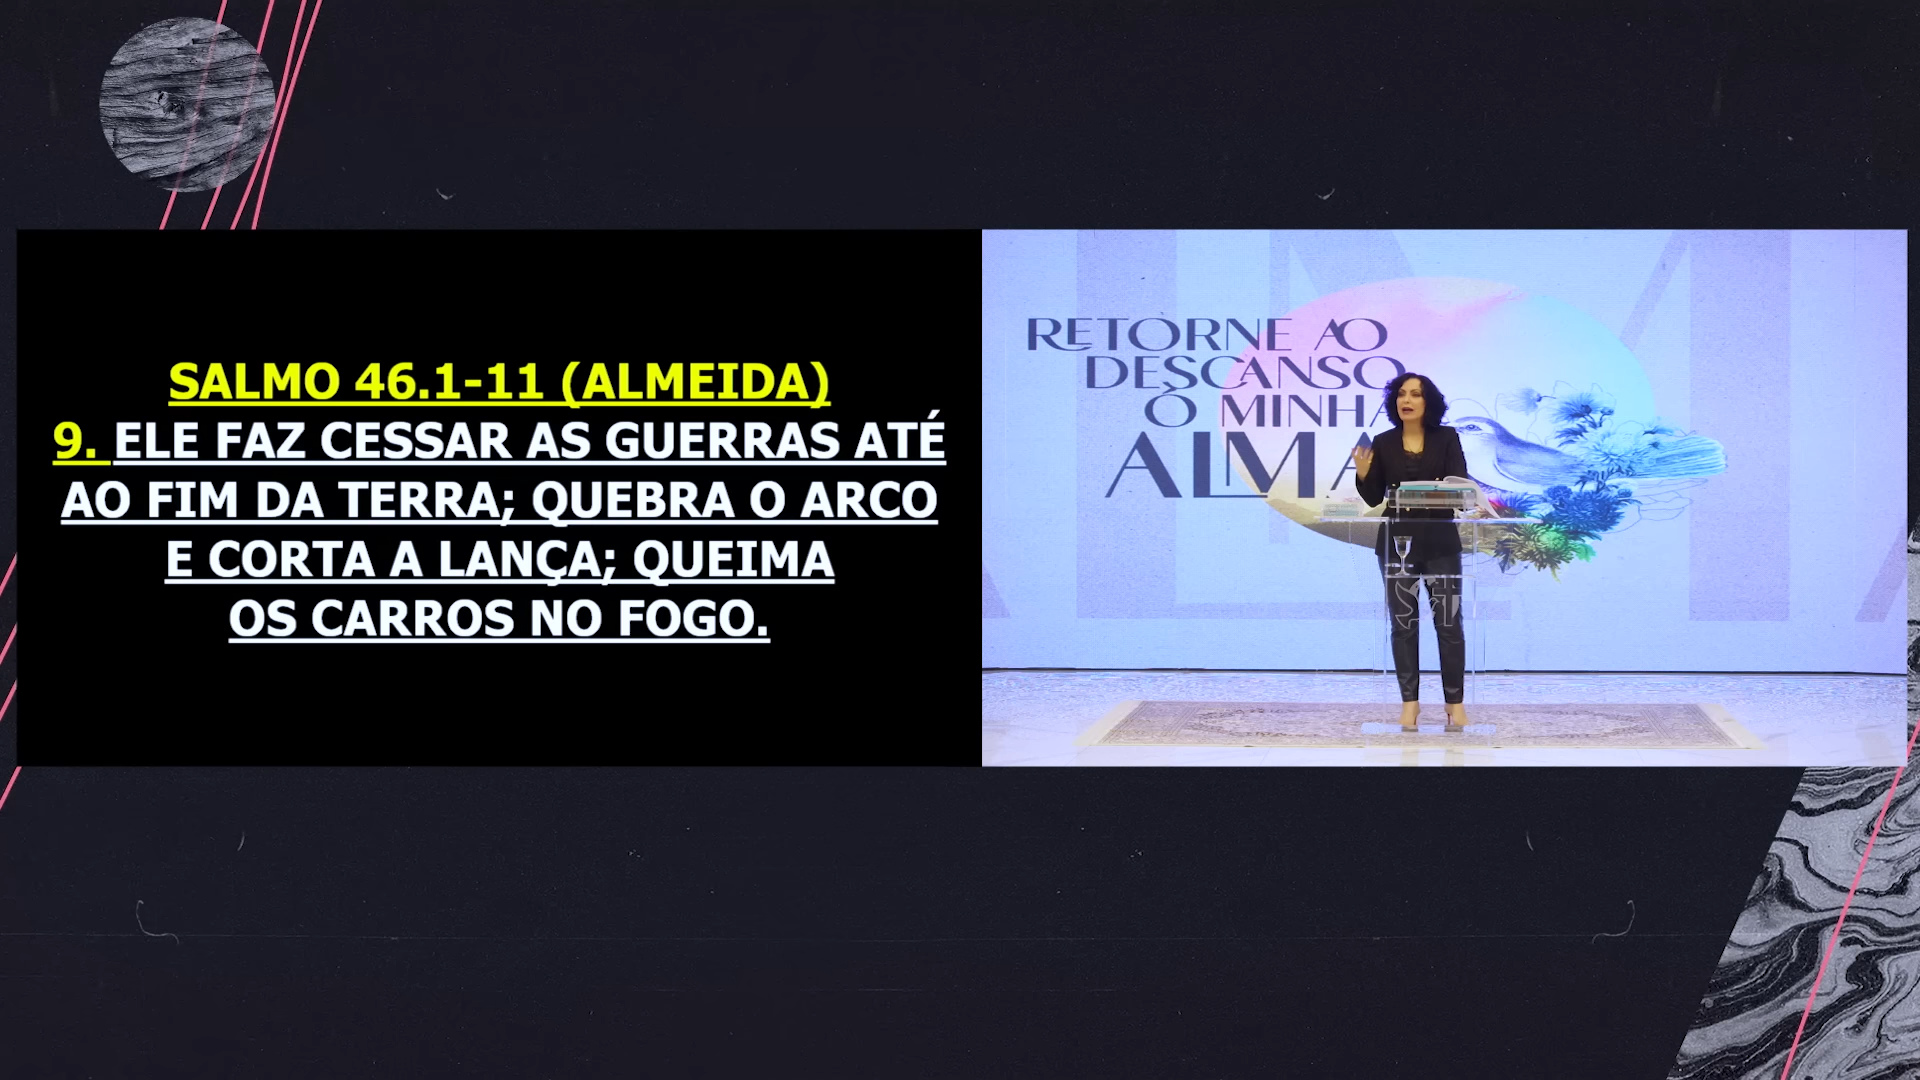 SALMO 46.1-11 (ALMEIDA)
9. ELE FAZ CESSAR AS GUERRAS ATÉ
AO FIM DA TERRA; QUEBRA O ARCO
E CORTA A LANÇA; QUEIMA
OS CARROS NO FOGO.
RETORNE AO
DESCANSO
Ó MINHA
ALMA